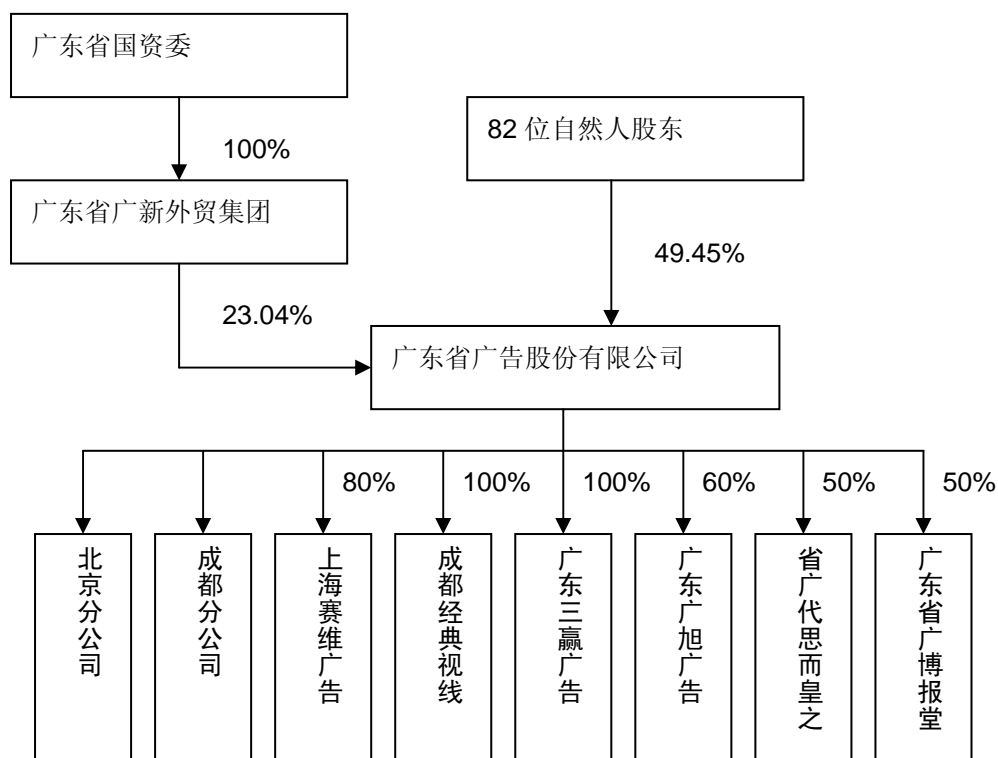 广东省国资委
82 位自然人股东
100%
广东省广新外贸集团
49.45%
23.04%
广东省广告股份有限公司
80%
100%
100%
60%
50%
50%
北京分公司
成都分公司
上海赛维广告
成都经典视线
广东三赢广告
广东广旭广告
省广代思而皇之
广东省广博报堂